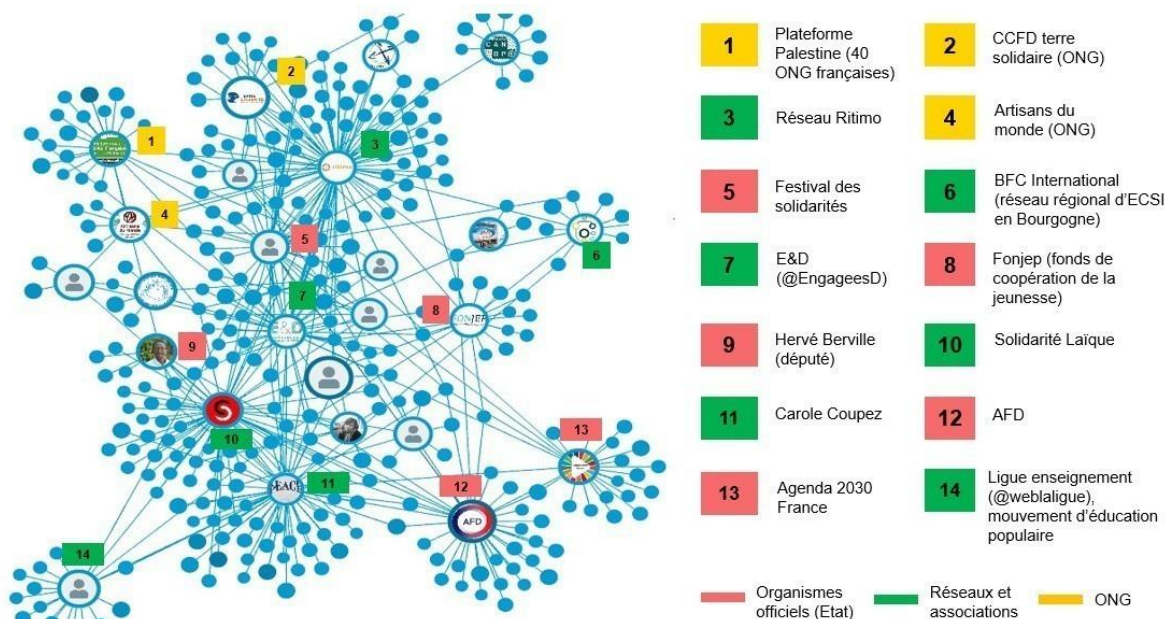 1
2
3
4
5
6
7
8
9
10
11
12
13
14
E&D
FONJEP
AFD
1
Plateforme
Palestine (40
ONG françaises)
2
CCFD terre
solidaire (ONG)
3
Réseau Ritimo
4
Artisans du
monde (ONG)
5
Festival des
solidarités
6
BFC International
(réseau régional d'ECSI
en Bourgogne)
7
E&D
(@EngageesD)
8
Fonjep (fonds de
coopération de la
jeunesse)
9
Hervé Berville
(député)
10
Solidarité Laïque
11
Carole Coupez
12
AFD
13
Agenda 2030
France
14
Ligue enseignement
(@weblaligue),
mouvement d'éducation
populaire
Organismes
officiels (Etat)
Réseaux et
associations
ONG